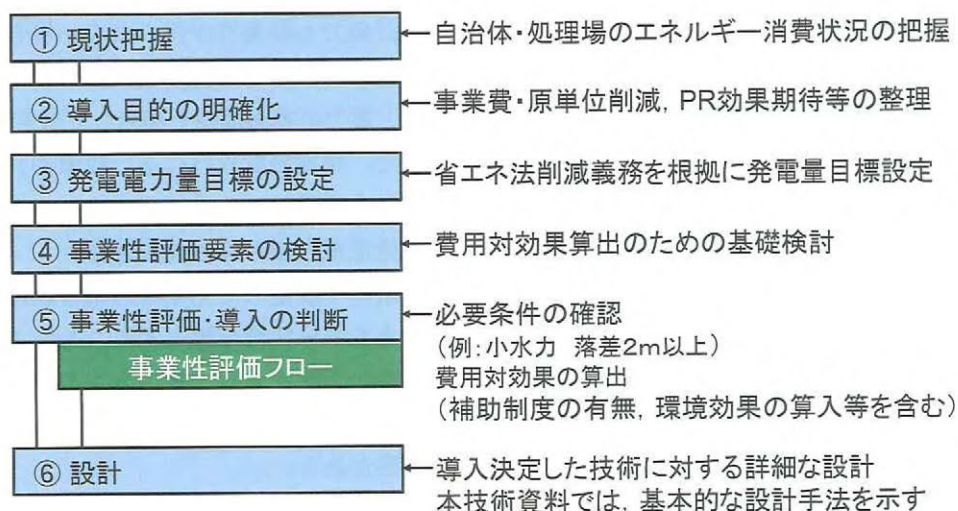 ① 現状把握
自治体・処理場のエネルギー消費状況の把握
② 導入目的の明確化
事業費・原単位削減，PR効果期待等の整理
③ 発電電力量目標の設定
省エネ法削減義務を根拠に発電量目標設定
④ 事業性評価要素の検討
費用対効果算出のための基礎検討
⑤ 事業性評価・導入の判断
事業性評価フロー
必要条件の確認
（例：小水力　落差2m以上）
費用対効果の算出
（補助制度の有無，環境効果の算入等を含む）
⑥ 設計
導入決定した技術に対する詳細な設計
本技術資料では，基本的な設計手法を示す